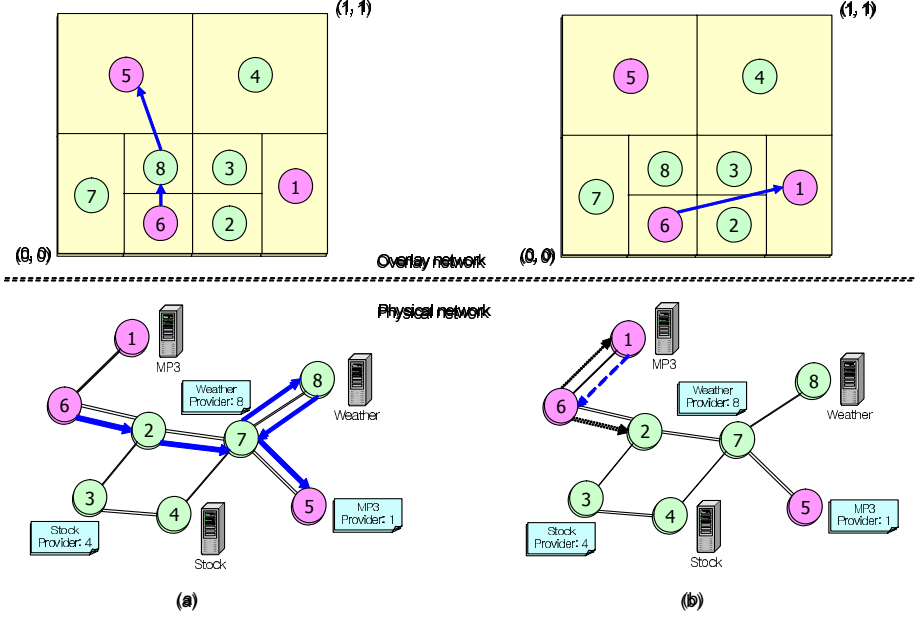 (1, 1)
(1, 1)
5
4
5
4
8
3
7
1
6
2
8
3
7
1
6
2
(0, 0)
(0, 0)
Overlay network
Physical network
1
MP3
6
Weather
Provider: 8
8
Weather
2
7
3
4
5
Stock
Provider: 4
Stock
MP3
Provider: 1
1
MP3
6
Weather
Provider: 8
8
Weather
2
7
3
4
5
Stock
Provider: 4
Stock
MP3
Provider: 1
(a)
(b)